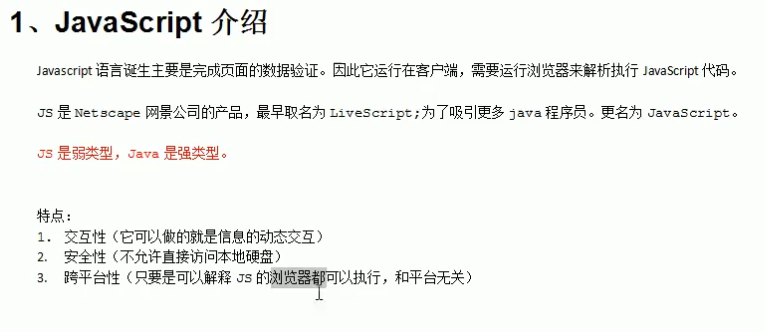 1、JavaScript 介绍
Javascript 语言诞生主要是完成页面的数据验证。因此它运行在客户端，需要运行浏览器来解析执行 JavaScript 代码。
JS 是 Netscape 网景公司的产品，最早取名为 LiveScript;为了吸引更多 java 程序员。更名为 JavaScript。
JS 是弱类型，Java 是强类型。
特点：
1. 交互性（它可以做的就是信息的动态交互）
2. 安全性（不允许直接访问本地硬盘）
3. 跨平台性（只要是可以解释 JS 的浏览器都可以执行，和平台无关）